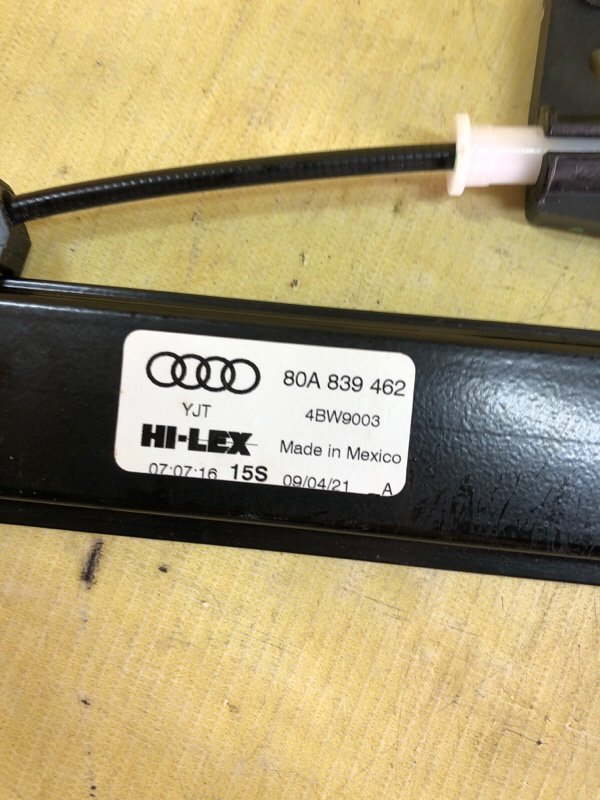 80A 839 462
YJT 4BW9003
HI-LEX Made in Mexico
07:07:16 15S 09/04/21 A